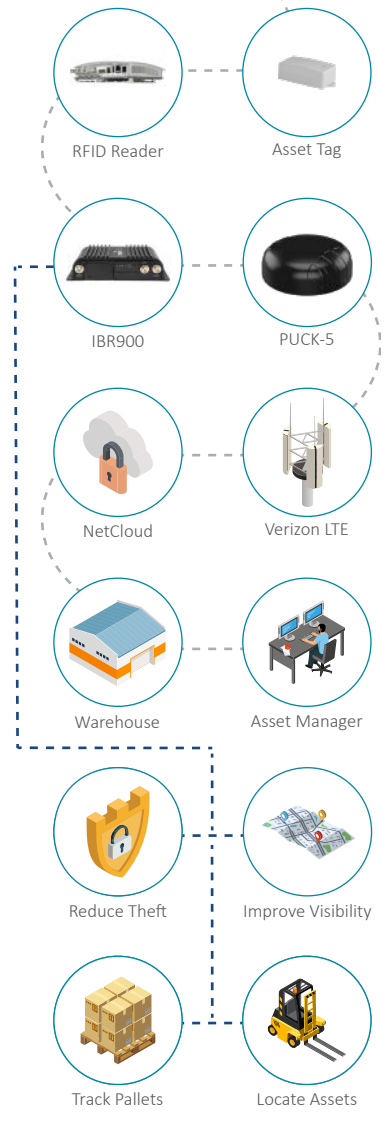 RFID Reader
Asset Tag
IBR900
PUCK-5
NetCloud
Verizon LTE
Warehouse
Asset Manager
Reduce Theft
Improve Visibility
Track Pallets
Locate Assets